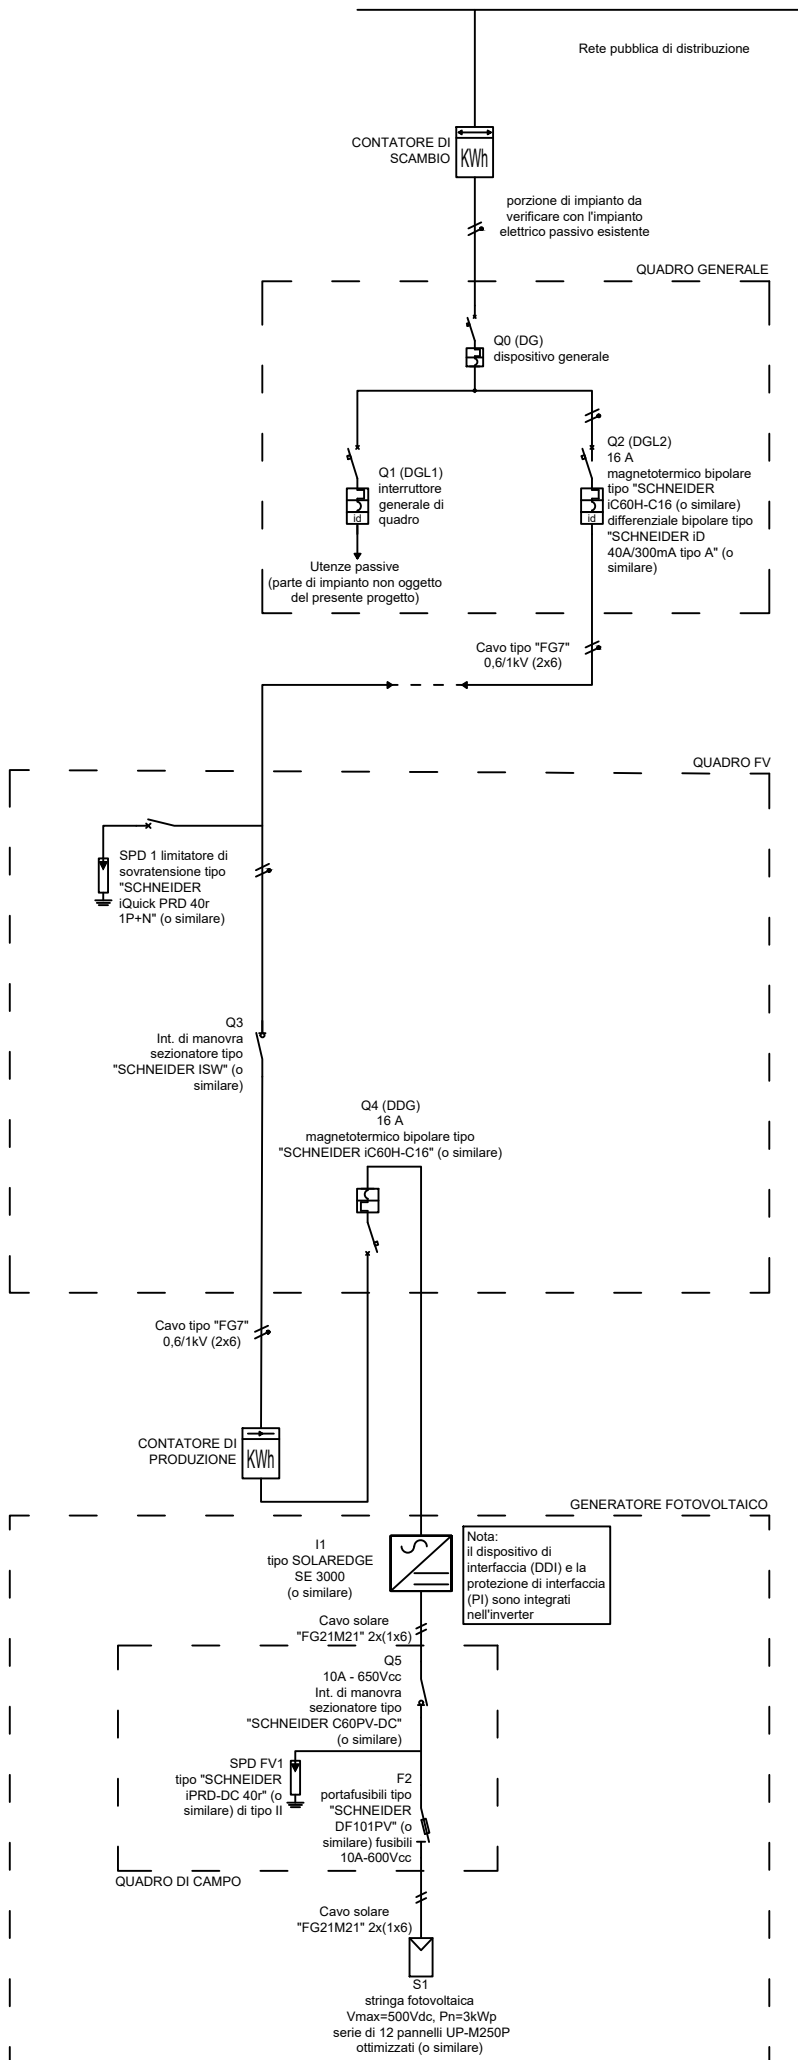 Rete pubblica di distribuzione
CONTATORE DI
SCAMBIO
KWh
porzione di impianto da
verificare con l'impianto
elettrico passivo esistente
QUADRO GENERALE
Q0 (DG)
dispositivo generale
Q1 (DGL1)
interruttore
generale di
quadro
id
Utenze passive
(parte di impianto non oggetto
del presente progetto)
Q2 (DGL2)
16 A
magnetotermico bipolare
tipo "SCHNEIDER
iC60H-C16 (o similare)
differenziale bipolare tipo
"SCHNEIDER iD
40A/300mA tipo A" (o
similare)
id
Cavo tipo "FG7"
0,6/1kV (2x6)
QUADRO FV
SPD 1 limitatore di
sovratensione tipo
"SCHNEIDER
iQuick PRD 40r
1P+N" (o similare)
Q3
Int. di manovra
sezionatore tipo
"SCHNEIDER ISW" (o
similare)
Q4 (DDG)
16 A
magnetotermico bipolare tipo
"SCHNEIDER iC60H-C16" (o similare)
Cavo tipo "FG7"
0,6/1kV (2x6)
CONTATORE DI
PRODUZIONE
KWh
GENERATORE FOTOVOLTAICO
I1
tipo SOLAREDGE
SE 3000
(o similare)
Nota:
il dispositivo di
interfaccia (DDI) e la
protezione di interfaccia
(PI) sono integrati
nell'inverter
Cavo solare
"FG21M21" 2x(1x6)
Q5
10A - 650Vcc
Int. di manovra
sezionatore tipo
"SCHNEIDER C60PV-DC"
(o similare)
SPD FV1
tipo "SCHNEIDER
iPRD-DC 40r" (o
similare) di tipo II
F2
portafusibili tipo
"SCHNEIDER
DF101PV" (o
similare) fusibili
10A-600Vcc
QUADRO DI CAMPO
Cavo solare
"FG21M21" 2x(1x6)
S1
stringa fotovoltaica
Vmax=500Vdc, Pn=3kWp
serie di 12 pannelli UP-M250P
ottimizzati (o similare)